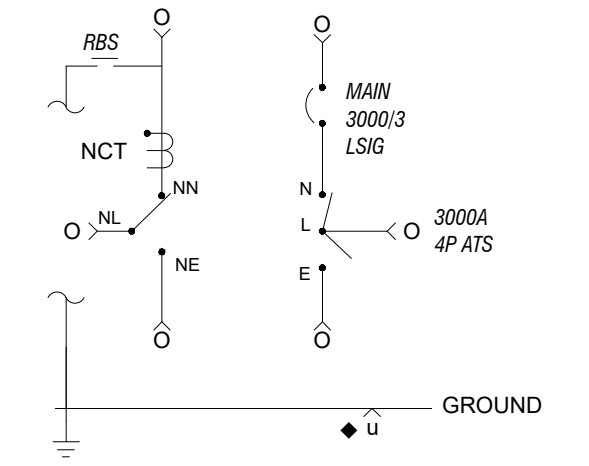 O
O
RBS
MAIN
3000/3
LSIG
NCT
NN
N
NL
O
L
O
3000A
4P ATS
NE
E
O
O
GROUND
u